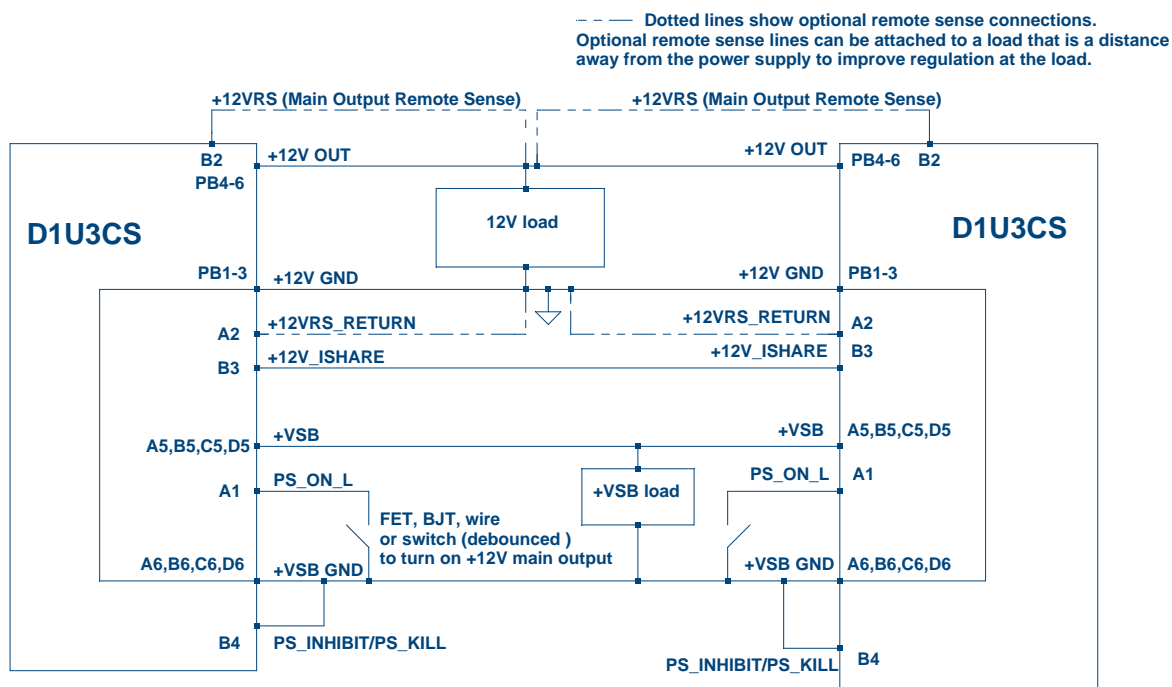 Dotted lines show optional remote sense connections.
Optional remote sense lines can be attached to a load that is a distance
away from the power supply to improve regulation at the load.
+12VRS (Main Output Remote Sense)
+12VRS (Main Output Remote Sense)
B2
+12V OUT
+12V OUT
PB4-6
B2
PB4-6
D1U3CS
12V load
D1U3CS
PB1-3
+12V GND
+12V GND
PB1-3
A2
+12VRS_RETURN
+12VRS_RETURN
A2
B3
+12V_ISHARE
+12V_ISHARE
B3
A5,B5,C5,D5
+VSB
+VSB
A5,B5,C5,D5
A1
PS_ON_L
+VSB load
PS_ON_L
A1
FET, BJT, wire
or switch (debounced )
to turn on +12V main output
A6,B6,C6,D6
+VSB GND
+VSB GND
A6,B6,C6,D6
B4
PS_INHIBIT/PS_KILL
PS_INHIBIT/PS_KILL
B4